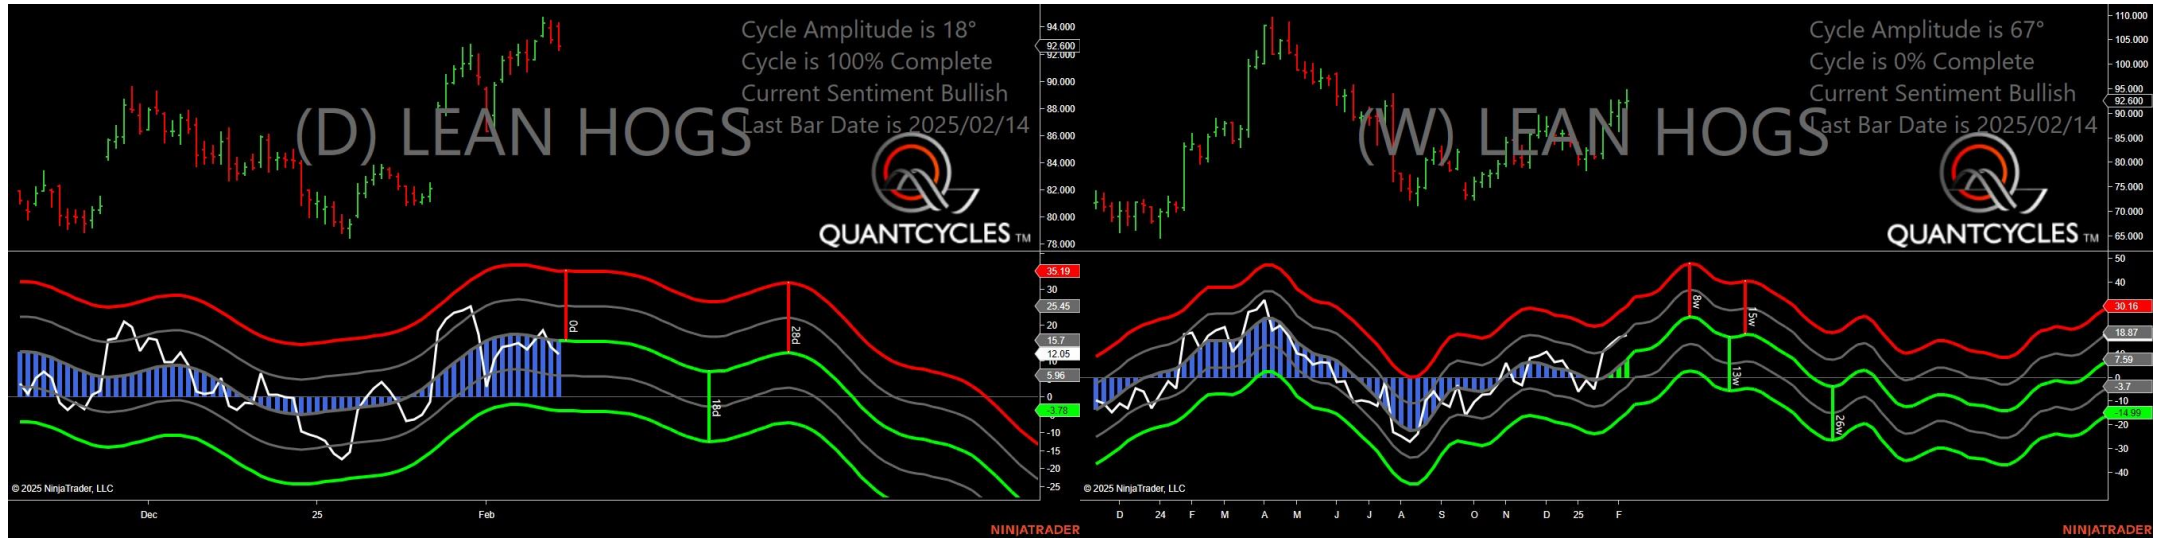 Cycle Amplitude is 18°
Cycle is 100% Complete
Current Sentiment Bullish
Last Bar Date is 2025/02/14
(D) LEAN HOGS
QUANTCYCLES TM
94.000
92.600
92.000
90.000
88.000
86.000
84.000
82.000
80.000
78.000
35.19
30
25.45
20
15.7
12.05
5.96
0
-3.78
-10
-15
-20
-25
0d
18d
28d
© 2025 NinjaTrader, LLC
Dec
25
Feb
NINJATRADER
Cycle Amplitude is 67°
Cycle is 0% Complete
Current Sentiment Bullish
Last Bar Date is 2025/02/14
(W) LEAN HOGS
QUANTCYCLES TM
110.000
105.000
100.000
95.000
92.600
90.000
85.000
80.000
75.000
70.000
65.000
50
40
30.16
18.87
7.59
0
-3.7
-10
-14.99
-20
-30
-40
8w
15w
13w
26w
© 2025 NinjaTrader, LLC
D
24
F
M
A
M
J
J
A
S
O
N
D
25
F
NINJATRADER